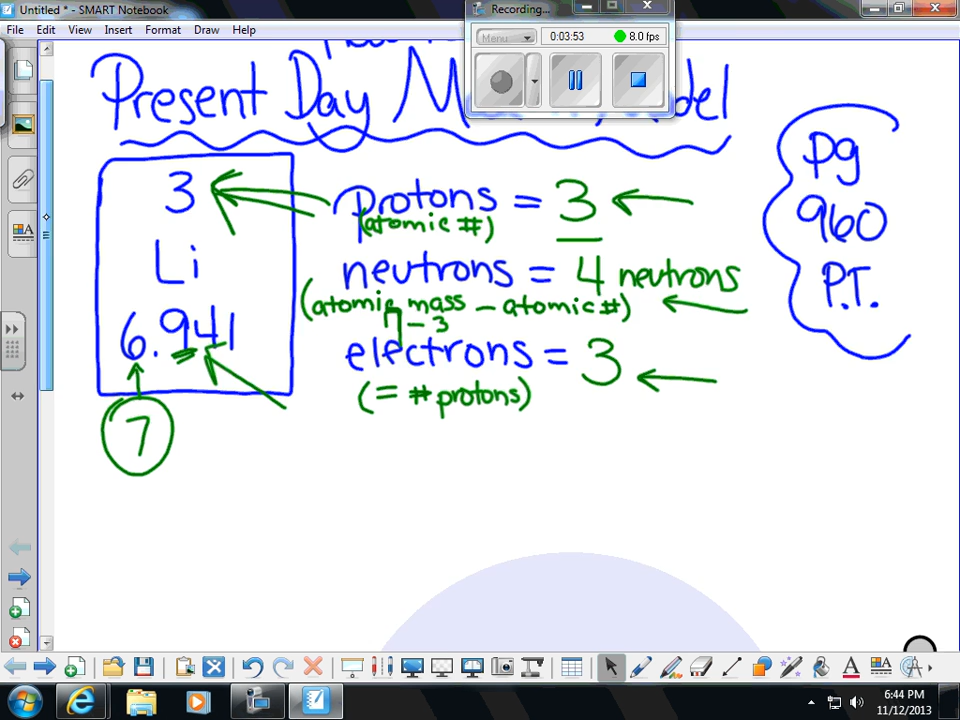 Untitled * - SMART Notebook
File Edit View Insert Format Draw Help
Recording...
Menu
0:03:53
8.0 fps
Present Day
Model
3
Li
6.941
7
protons = 3
(atomic #)
neutrons = 4 neutrons
(atomic mass - atomic #)
7-3
electrons = 3
(= # protons)
pg
960
P.T.
6:44 PM
11/12/2013